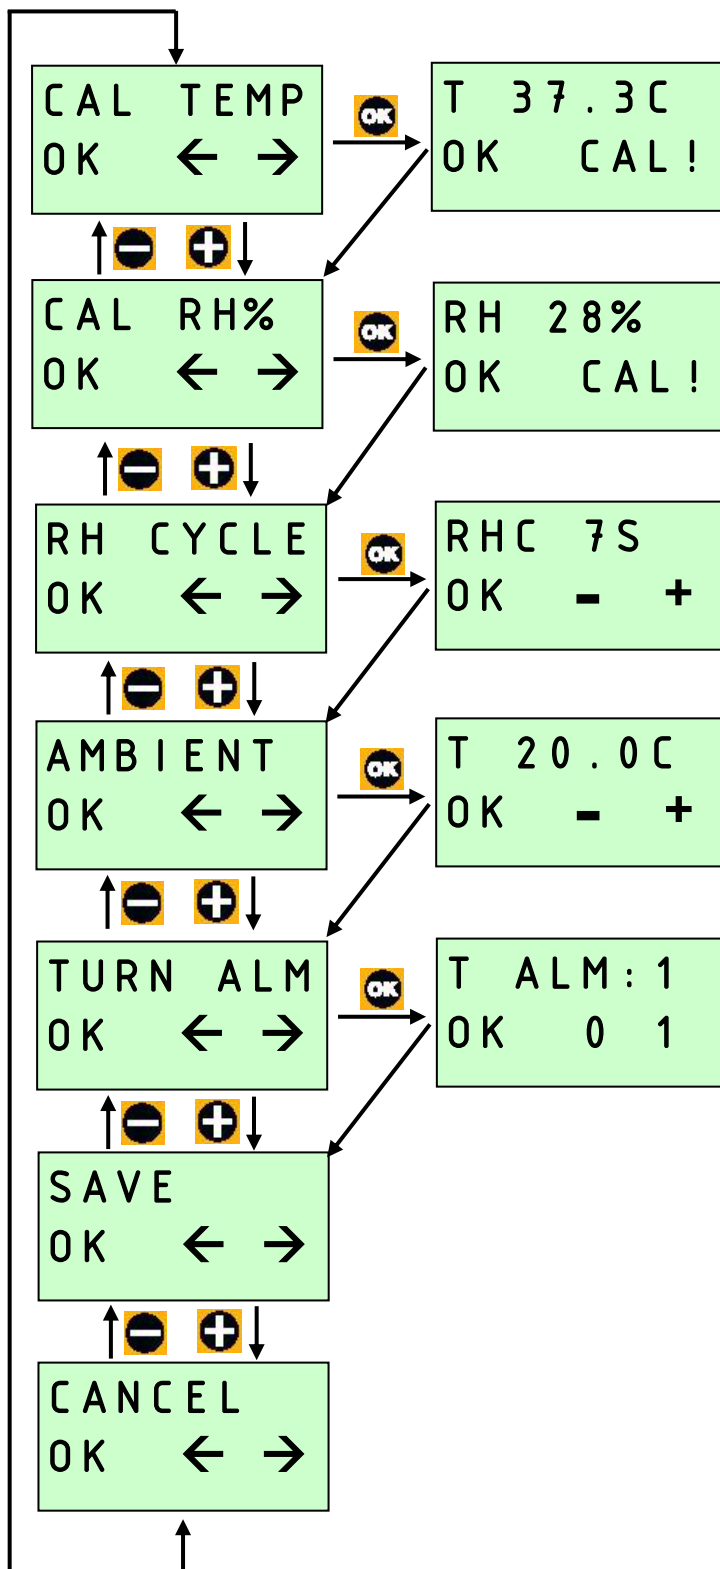 CAL TEMP
OK ← →
OK
T 37.3C
OK CAL!
CAL RH%
OK ← →
OK
RH 28%
OK CAL!
RH CYCLE
OK ← →
OK
RHC 7S
OK - +
AMBIENT
OK ← →
OK
T 20.0C
OK - +
TURN ALM
OK ← →
OK
T ALM:1
OK 0 1
SAVE
OK ← →
CANCEL
OK ← →